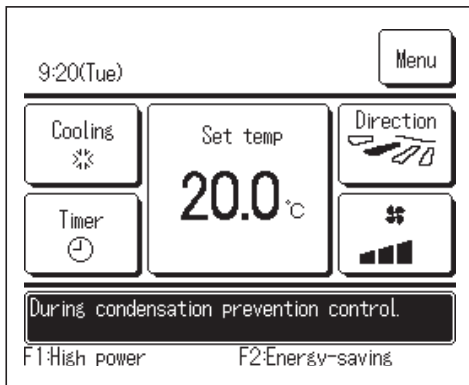 9:20(Tue)
Menu
Cooling
Set temp
Direction
20.0 °C
Timer
During condensation prevention control.
F1:High power F2:Energy-saving